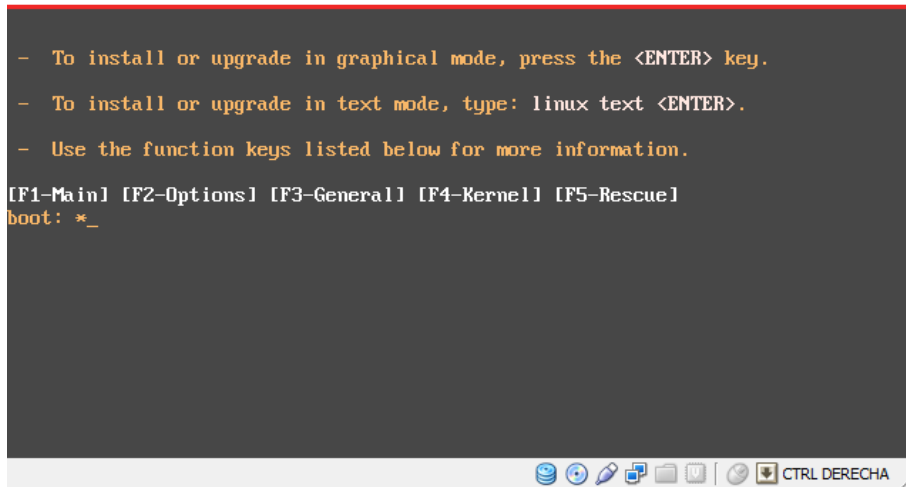 - To install or upgrade in graphical mode, press the <ENTER> key.
- To install or upgrade in text mode, type: linux text <ENTER>.
- Use the function keys listed below for more information.
[F1-Main] [F2-Options] [F3-General] [F4-Kernel] [F5-Rescue]
boot: *_
CTRL DERECHA